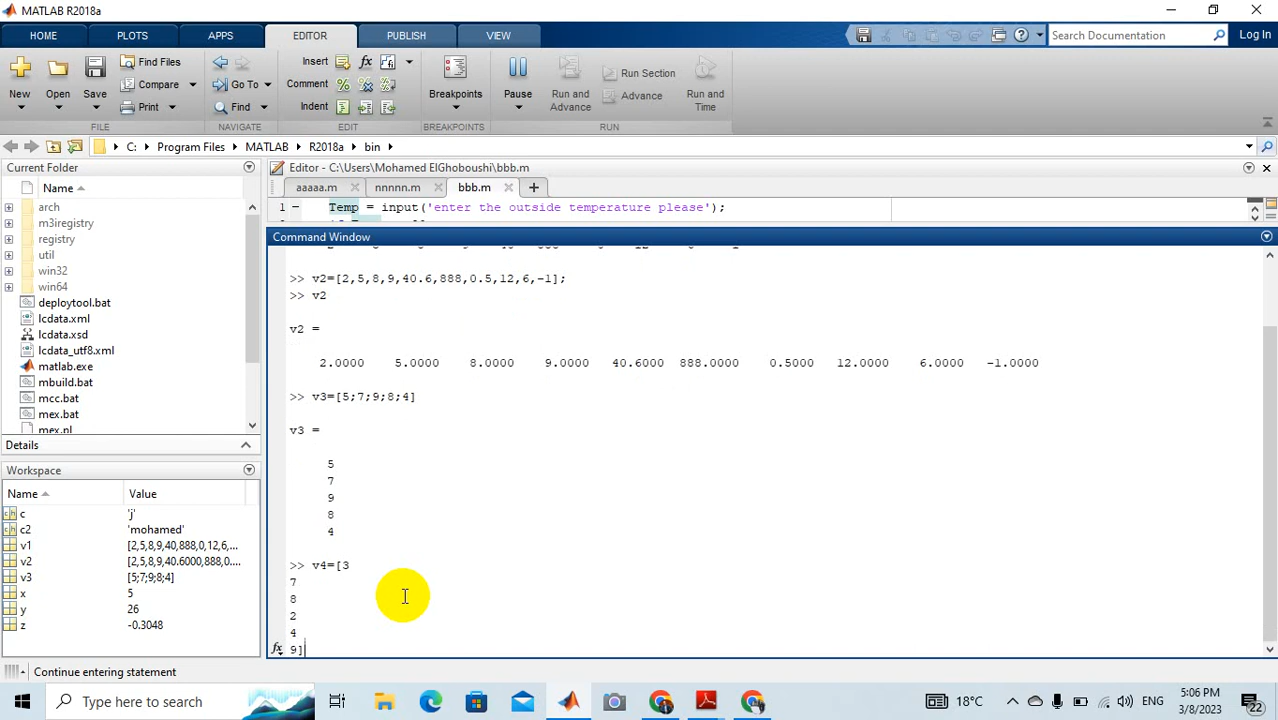 MATLAB R2018a
HOME PLOTS APPS EDITOR PUBLISH VIEW Search Documentation Log In
New Open Save Find Files Compare Print
FILE
Go To Find
NAVIGATE
Insert fx
Comment
Indent
EDIT
Breakpoints
BREAKPOINTS
Pause Run and Advance Run Section Advance Run and Time
RUN
C: Program Files MATLAB R2018a bin
Current Folder
Name
arch
m3iregistry
registry
util
win32
win64
deploytool.bat
lcdata.xml
lcdata.xsd
lcdata_utf8.xml
matlab.exe
mbuild.bat
mcc.bat
mex.bat
mex.pl
Details
Workspace
Name Value
c 'j'
c2 'mohamed'
v1 [2,5,8,9,40,888,0,12,6,...
v2 [2,5,8,9,40.6000,888,0....
v3 [5;7;9;8;4]
x 5
y 26
z -0.3048
Editor - C:\Users\Mohamed ElGhoboushi\bbb.m
aaaaa.m nnnnn.m bbb.m
1 Temp = input('enter the outside temperature please');
Command Window
>> v2=[2,5,8,9,40.6,888,0.5,12,6,-1];
>> v2
v2 =
2.0000 5.0000 8.0000 9.0000 40.6000 888.0000 0.5000 12.0000 6.0000 -1.0000
>> v3=[5;7;9;8;4]
v3 =
5
7
9
8
4
>> v4=[3
7
8
2
4
fx 9]
Continue entering statement
Type here to search 18°C ENG 5:06 PM
3/8/2023 22